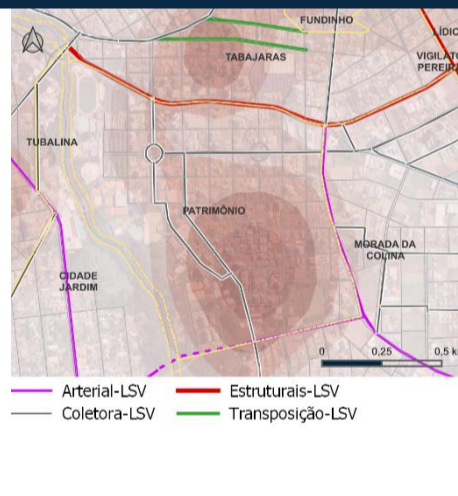 FUNDINHO
LÍDIC
TABAJARAS
VIGILATO
PEREIR
TUBALINA
PATRIMÔNIO
MORADA DA
COLINA
CIDADE
JARDIM
0 0,25 0,5 k
Arterial-LSV Estruturais-LSV
Coletora-LSV Transposição-LSV